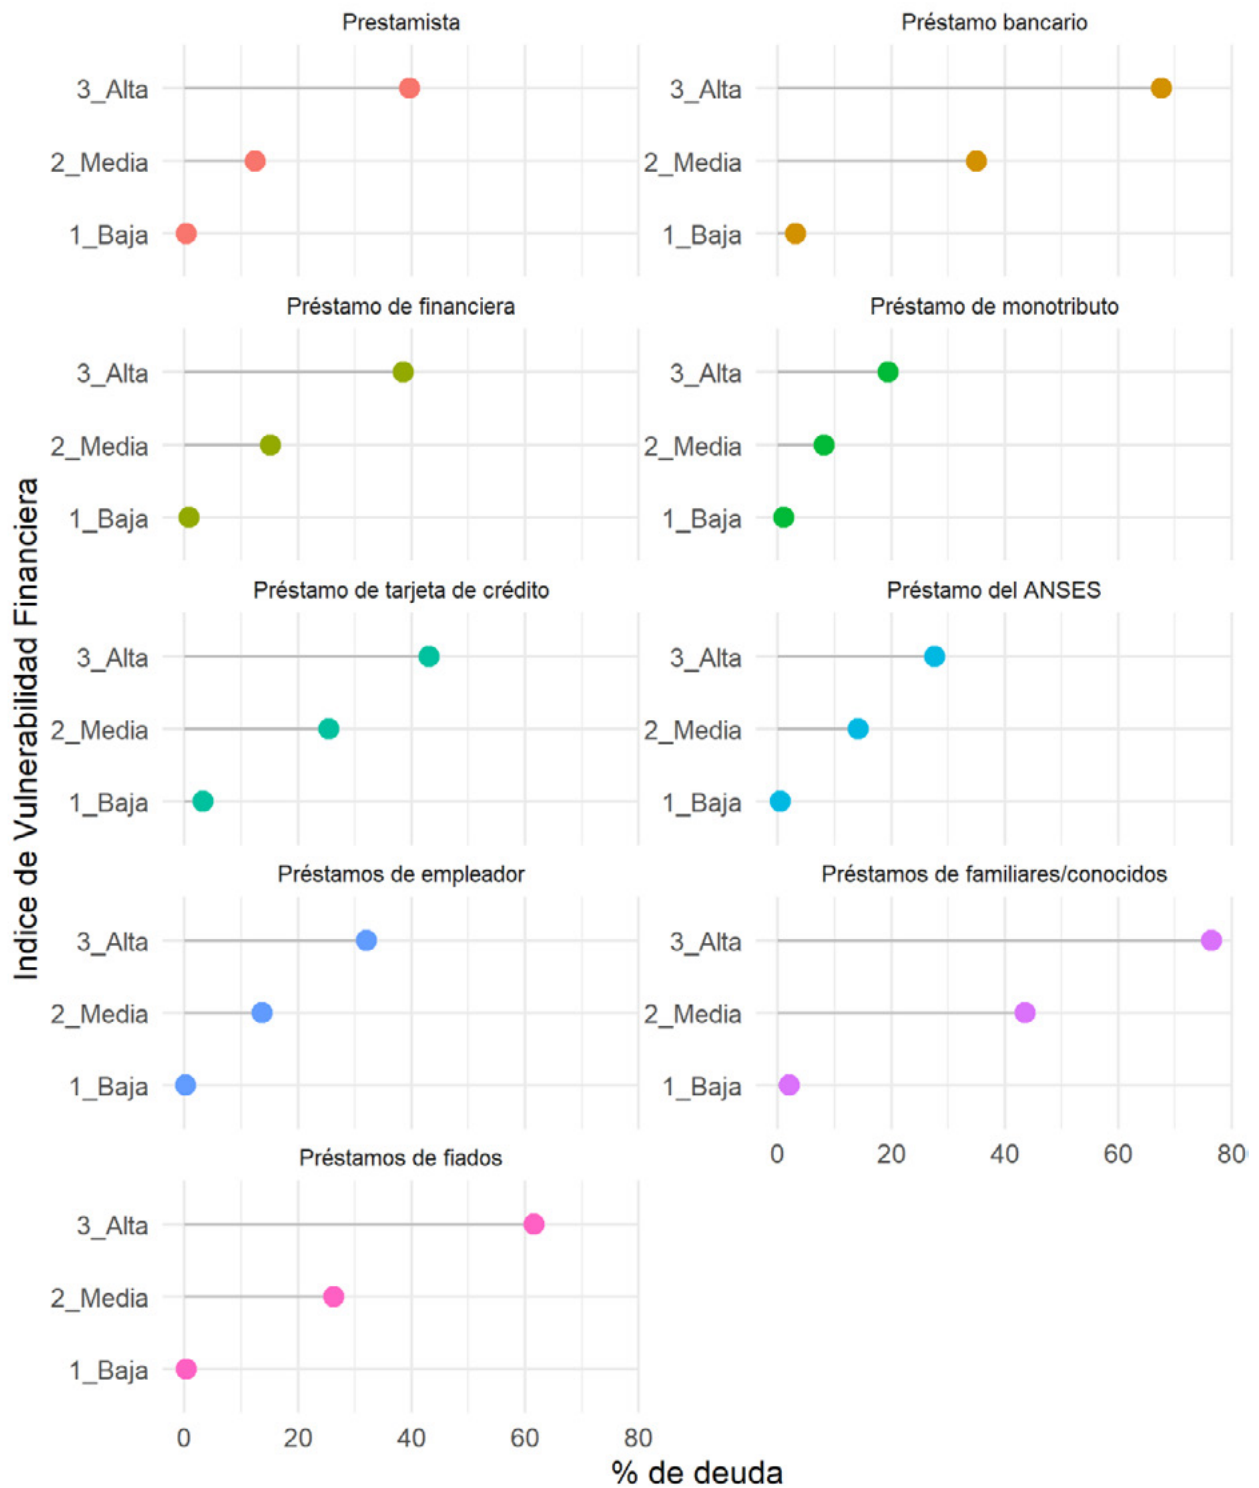 Prestamista
Préstamo bancario
3_Alta
2_Media
1_Baja
3_Alta
2_Media
1_Baja
Préstamo de financiera
Préstamo de monotributo
3_Alta
2_Media
1_Baja
3_Alta
2_Media
1_Baja
Préstamo de tarjeta de crédito
Préstamo del ANSES
3_Alta
2_Media
1_Baja
3_Alta
2_Media
1_Baja
Préstamos de empleador
Préstamos de familiares/conocidos
3_Alta
2_Media
1_Baja
3_Alta
2_Media
1_Baja
0 20 40 60 80
Préstamos de fiados
3_Alta
2_Media
1_Baja
0 20 40 60 80
% de deuda
Indice de Vulnerabilidad Financiera